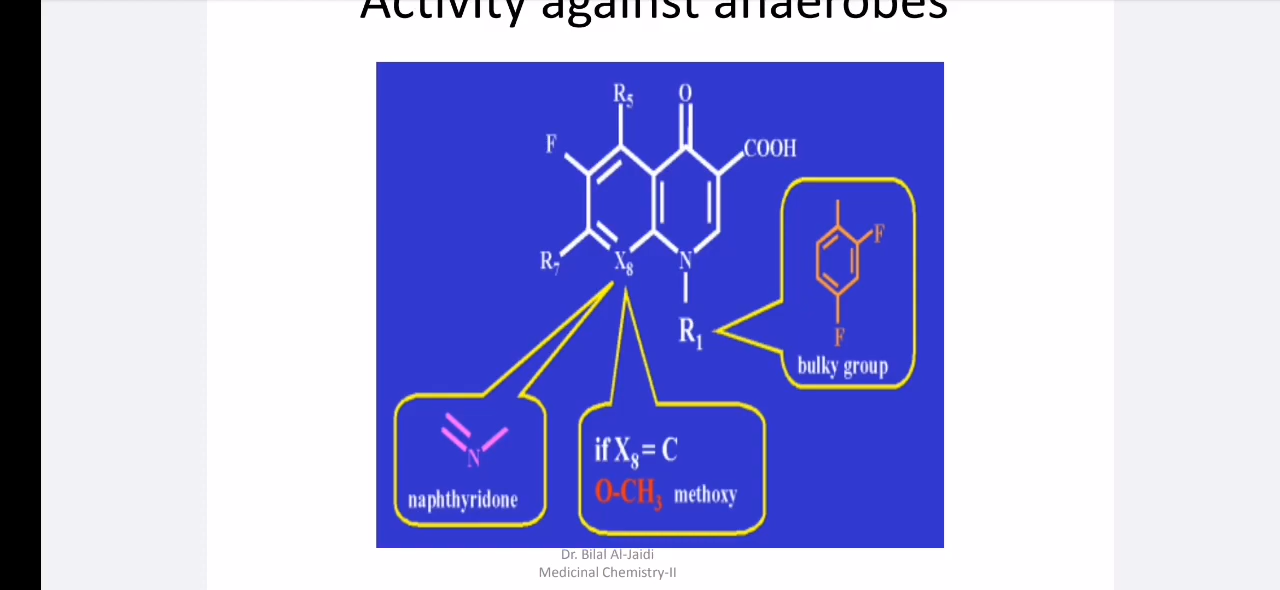 Activity against anaerobes
R₅
O
F
COOH
R₇
X₈
N
R₁
F
F
bulky group
N
naphthyridone
if X₈= C
O-CH₃ methoxy
Dr. Bilal Al-Jaidi
Medicinal Chemistry-II